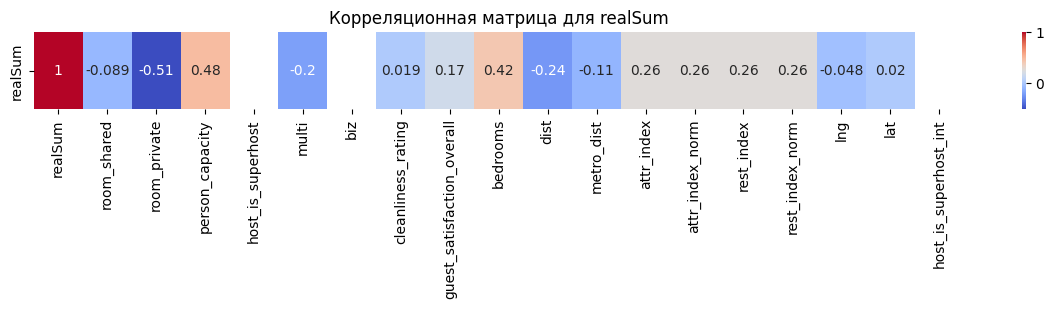 Корреляционная матрица для realSum
realSum
1 -0.089 -0.51 0.48 -0.2 0.019 0.17 0.42 -0.24 -0.11 0.26 0.26 0.26 0.26 -0.048 0.02
realSum
room_shared
room_private
person_capacity
host_is_superhost
multi
biz
cleanliness_rating
guest_satisfaction_overall
bedrooms
dist
metro_dist
attr_index
attr_index_norm
rest_index
rest_index_norm
lng
lat
host_is_superhost_int
1
0